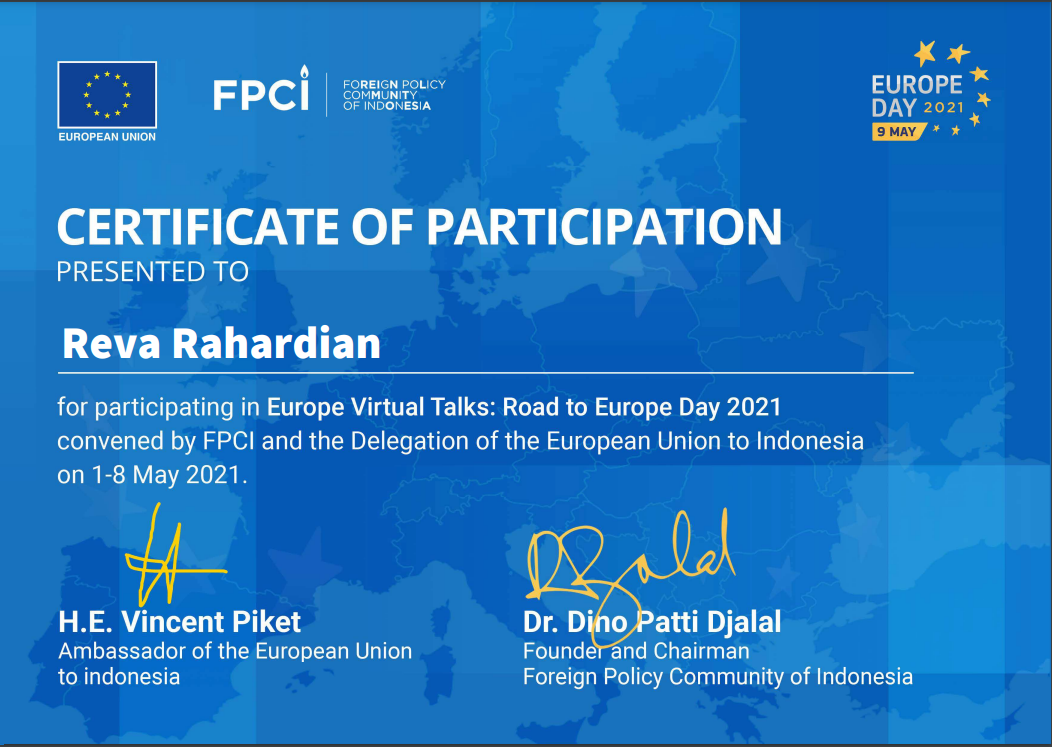 EUROPEAN UNION
FPCI
FOREIGN POLICY
COMMUNITY
OF INDONESIA
EUROPE
DAY 2021
9 MAY
CERTIFICATE OF PARTICIPATION
PRESENTED TO
Reva Rahardian
for participating in Europe Virtual Talks: Road to Europe Day 2021
convened by FPCI and the Delegation of the European Union to Indonesia
on 1-8 May 2021.
H.E. Vincent Piket
Ambassador of the European Union
to indonesia
Dr. Dino Patti Djalal
Founder and Chairman
Foreign Policy Community of Indonesia